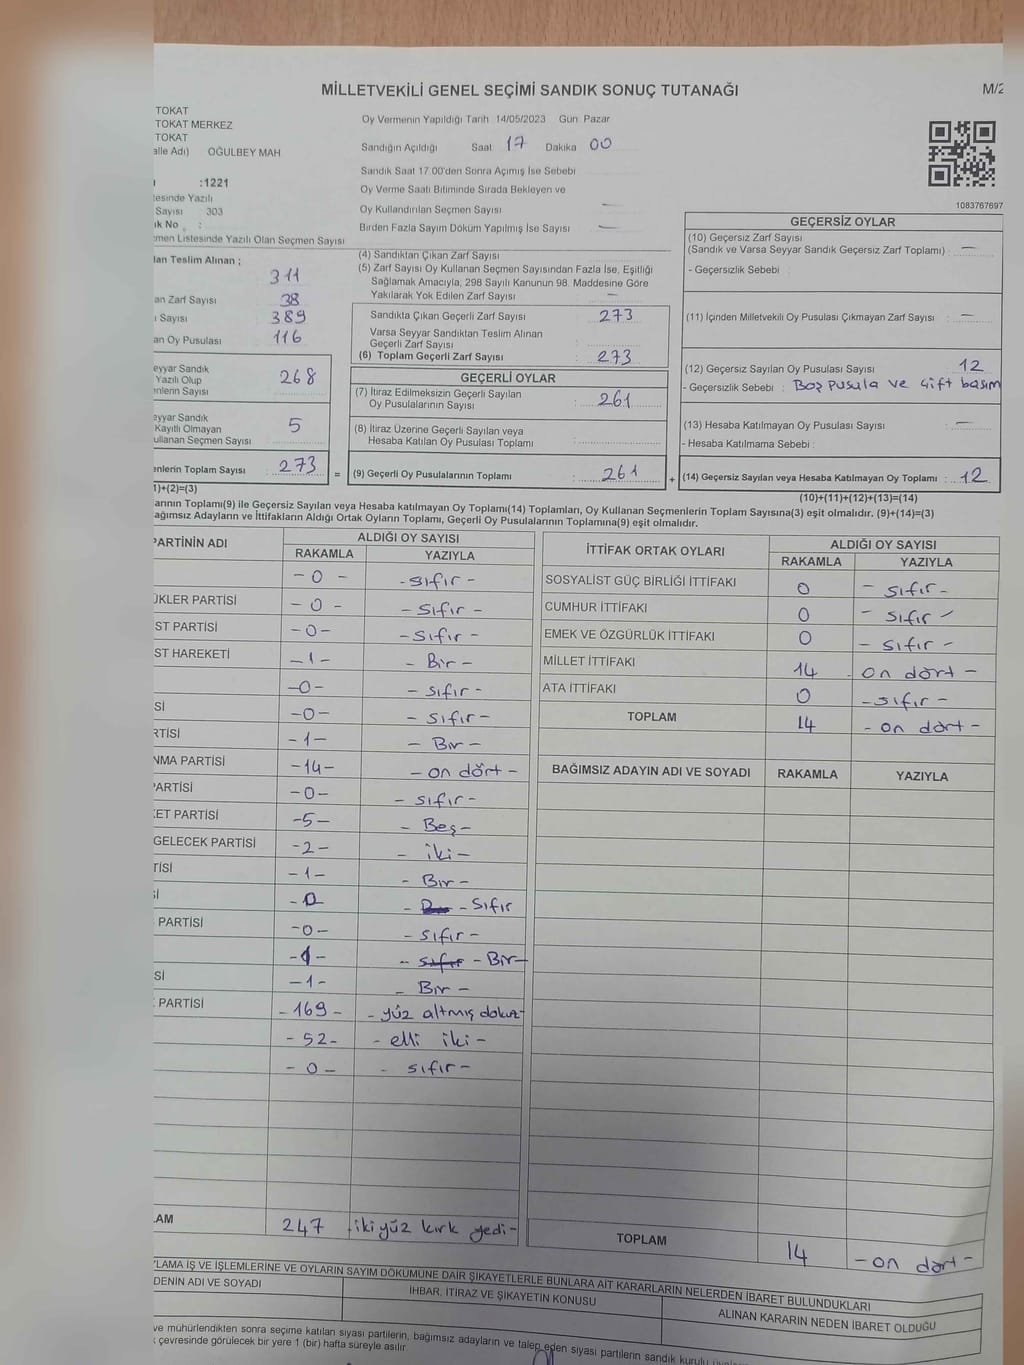 MİLLETVEKİLİ GENEL SEÇİMİ SANDIK SONUÇ TUTANAĞI
M/2
TOKAT
TOKAT MERKEZ
TOKAT
alle Adı) OĞULBEY MAH
Oy Vermenin Yapıldığı Tarih 14/05/2023 Gün Pazar
Sandığın Açıldığı Saat 17 Dakika 00
Sandık Saat 17 00'den Sonra Açımış İse Sebebi
Oy Verme Saati Bitiminde Sırada Bekleyen ve
Oy Kullandırılan Seçmen Sayısı —
Birden Fazla Sayım Döküm Yapılmış İse Sayısı —
1083767697
:1221
tesinde Yazılı
Sayısı 303
ık No :
çmen Listesinde Yazılı Olan Seçmen Sayısı
lan Teslim Alınan ;
311
an Zarf Sayısı 38
ı Sayısı 389
an Oy Pusulası 116
eyyar Sandık
Yazılı Olup
enlerin Sayısı
268
eyyar Sandık
Kayıtlı Olmayan
ullanan Seçmen Sayısı
5
enlerin Toplam Sayısı 273 =
1)+(2)=(3)
(4) Sandıktan Çıkan Zarf Sayısı
(5) Zarf Sayısı Oy Kullanan Seçmen Sayısından Fazla İse, Eşitliği
Sağlamak Amacıyla, 298 Sayılı Kanunun 98. Maddesine Göre
Yakılarak Yok Edilen Zarf Sayısı —
Sandıkta Çıkan Geçerli Zarf Sayısı 273
Varsa Seyyar Sandıktan Teslim Alınan
Geçerli Zarf Sayısı :
(6) Toplam Geçerli Zarf Sayısı : 273
GEÇERLİ OYLAR
(7) İtiraz Edilmeksizin Geçerli Sayılan
Oy Pusulalarının Sayısı : 261
(8) İtiraz Üzerine Geçerli Sayılan veya
Hesaba Katılan Oy Pusulası Toplamı :
(9) Geçerli Oy Pusulalarının Toplamı : 261 +
GEÇERSİZ OYLAR
(10) Geçersiz Zarf Sayısı
(Sandık ve Varsa Seyyar Sandık Geçersiz Zarf Toplamı) : —
- Geçersizlik Sebebi
(11) İçinden Milletvekili Oy Pusulası Çıkmayan Zarf Sayısı : —
(12) Geçersiz Sayılan Oy Pusulası Sayısı : 12
- Geçersizlik Sebebi : Boş pusula ve çift basım
(13) Hesaba Katılmayan Oy Pusulası Sayısı : —
- Hesaba Katılmama Sebebi :
(14) Geçersiz Sayılan veya Hesaba Katılmayan Oy Toplamı : 12
(10)+(11)+(12)+(13)=(14)
arının Toplamı(9) ile Geçersiz Sayılan veya Hesaba katılmayan Oy Toplamı(14) Toplamları, Oy Kullanan Seçmenlerin Toplam Sayısına(3) eşit olmalıdır. (9)+(14)=(3)
ağımsız Adayların ve İttifakların Aldığı Ortak Oyların Toplamı, Geçerli Oy Pusulalarının Toplamına(9) eşit olmalıdır.
PARTİNİN ADI ALDIĞI OY SAYISI
RAKAMLA YAZIYLA
- 0 - - sıfır -
ÜKLER PARTİSİ - 0 - - sıfır -
ST PARTİSİ - 0 - - sıfır -
ST HAREKETİ - 1 - - Bir -
- 0 - - sıfır -
Sİ - 0 - - sıfır -
RTİSİ - 1 - - Bir -
NMA PARTİSİ - 14 - - on dört -
PARTİSİ - 0 - - sıfır -
KET PARTİSİ - 5 - - Beş -
GELECEK PARTİSİ - 2 - - iki -
TİSİ - 1 - - Bir -
Sİ - 0 - - Sıfır
PARTİSİ - 0 - - sıfır -
- 1 - - sıfır - Bir -
Sİ - 1 - - Bir -
PARTİSİ - 169 - - yüz altmış dokuz -
- 52 - - elli iki -
- 0 - - sıfır -
LAM 247 - ikiyüz kırk yedi -
İTTİFAK ORTAK OYLARI ALDIĞI OY SAYISI
RAKAMLA YAZIYLA
SOSYALİST GÜÇ BİRLİĞİ İTTİFAKI 0 - sıfır -
CUMHUR İTTİFAKI 0 - sıfır -
EMEK VE ÖZGÜRLÜK İTTİFAKI 0 - sıfır -
MİLLET İTTİFAKI 14 - on dört -
ATA İTTİFAKI 0 - sıfır -
TOPLAM 14 - on dört -
BAĞIMSIZ ADAYIN ADI VE SOYADI RAKAMLA YAZIYLA
TOPLAM 14 - on dört -
YLAMA İŞ VE İŞLEMLERİNE VE OYLARIN SAYIM DÖKÜMÜNE DAİR ŞİKAYETLERLE BUNLARA AİT KARARLARIN NELERDEN İBARET BULUNDUKLARI
DENİN ADI VE SOYADI İHBAR, İTİRAZ VE ŞİKAYETİN KONUSU ALINAN KARARIN NEDEN İBARET OLDUĞU
ve mühürlendikten sonra seçime katılan siyasi partilerin, bağımsız adayların ve talep eden siyasi partilerin sandık kurulu
çevresinde görülecek bir yere 1 (bir) hafta süreyle asılır.